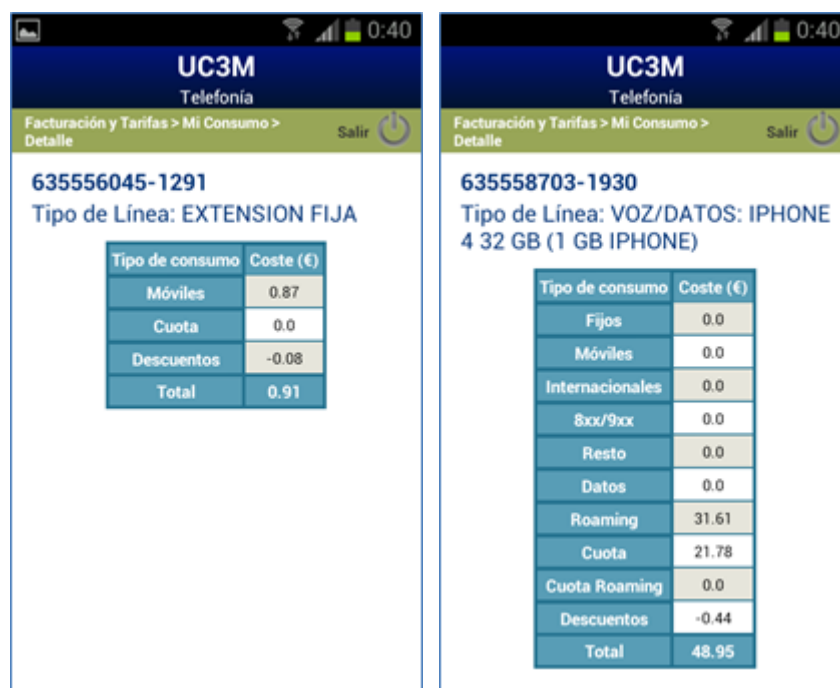 0:40
UC3M
Telefonía
Facturación y Tarifas > Mi Consumo >
Detalle
Salir
635556045-1291
Tipo de Línea: EXTENSION FIJA
Tipo de consumo Coste (€)
Móviles 0.87
Cuota 0.0
Descuentos -0.08
Total 0.91
0:40
UC3M
Telefonía
Facturación y Tarifas > Mi Consumo >
Detalle
Salir
635558703-1930
Tipo de Línea: VOZ/DATOS: IPHONE
4 32 GB (1 GB IPHONE)
Tipo de consumo Coste (€)
Fijos 0.0
Móviles 0.0
Internacionales 0.0
8xx/9xx 0.0
Resto 0.0
Datos 0.0
Roaming 31.61
Cuota 21.78
Cuota Roaming 0.0
Descuentos -0.44
Total 48.95